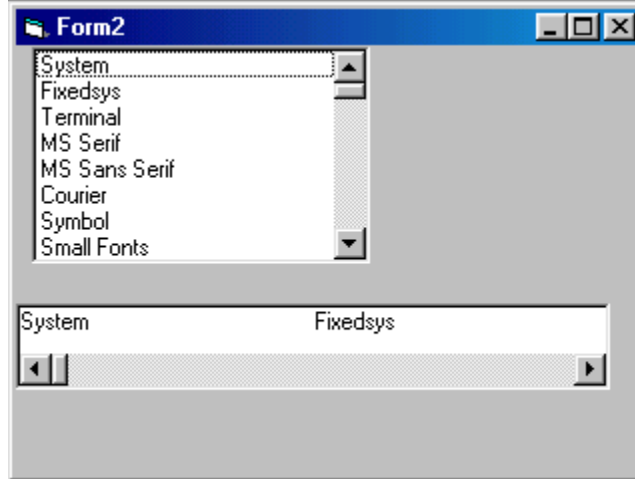 Form2
System
Fixedsys
Terminal
MS Serif
MS Sans Serif
Courier
Symbol
Small Fonts
System Fixedsys